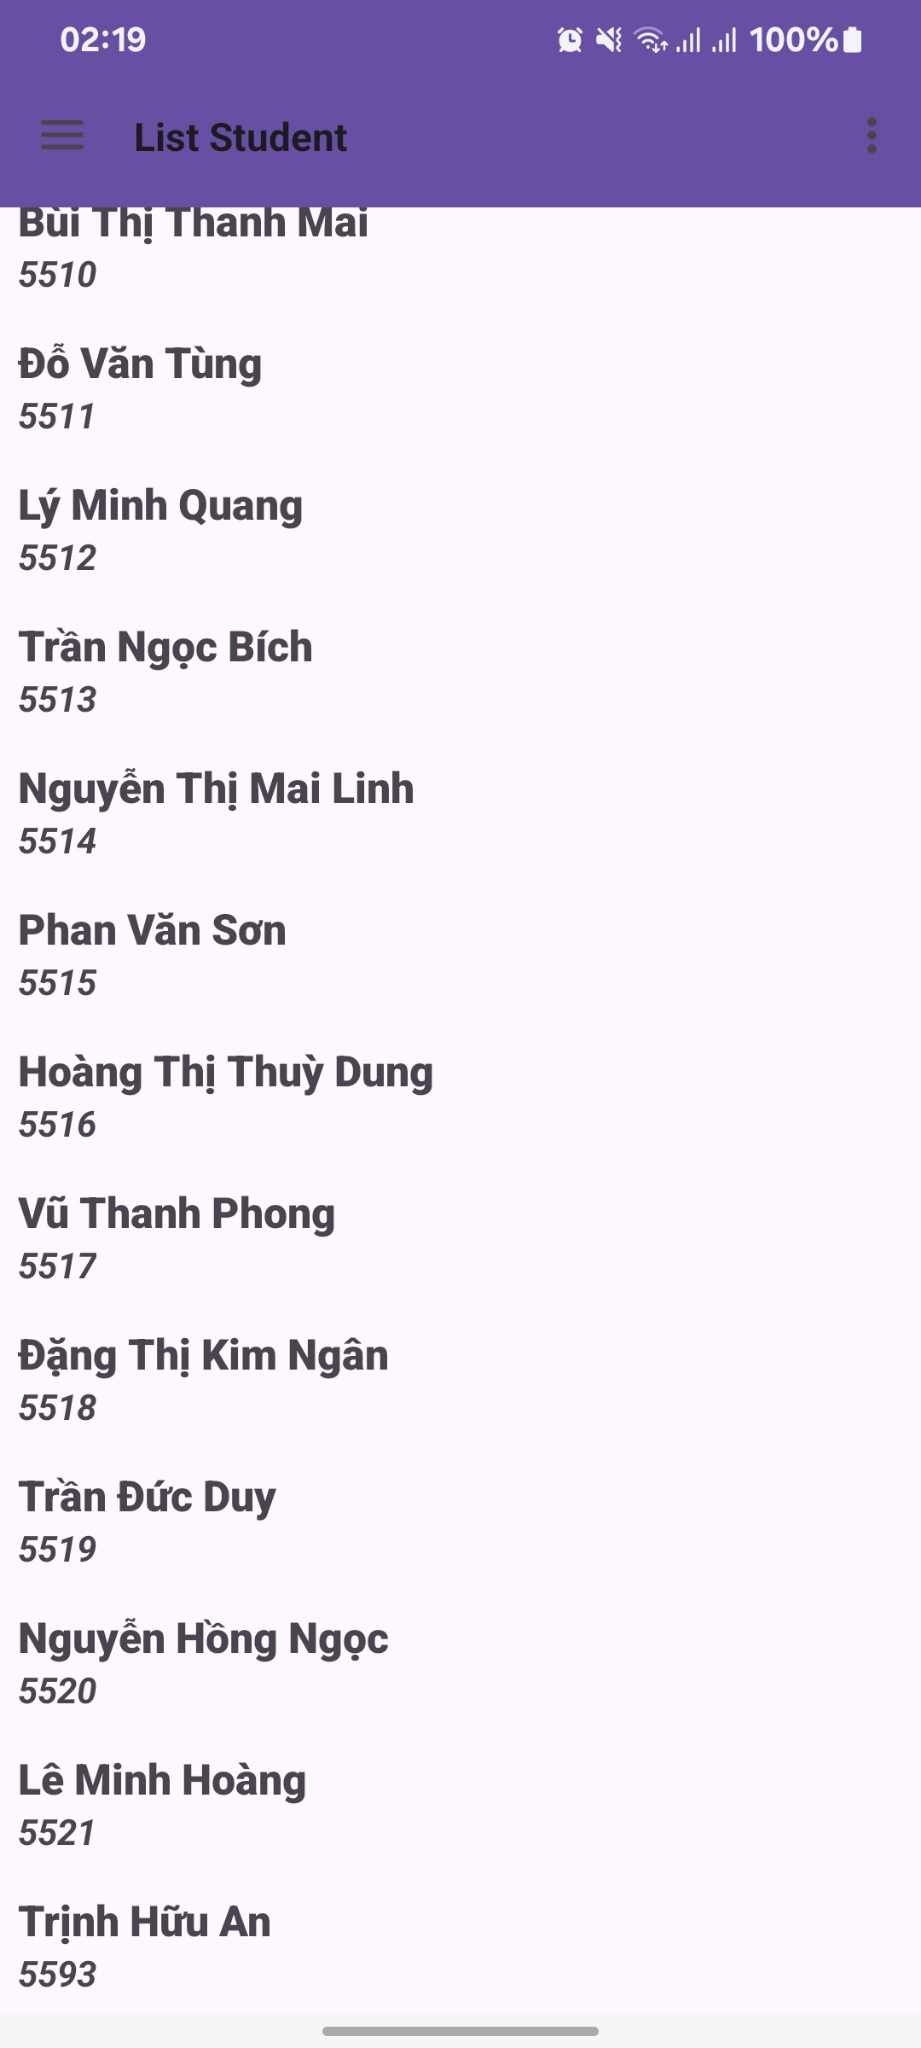 02:19 100%
List Student
Bùi Thị Thanh Mai
5510
Đỗ Văn Tùng
5511
Lý Minh Quang
5512
Trần Ngọc Bích
5513
Nguyễn Thị Mai Linh
5514
Phan Văn Sơn
5515
Hoàng Thị Thuỳ Dung
5516
Vũ Thanh Phong
5517
Đặng Thị Kim Ngân
5518
Trần Đức Duy
5519
Nguyễn Hồng Ngọc
5520
Lê Minh Hoàng
5521
Trịnh Hữu An
5593